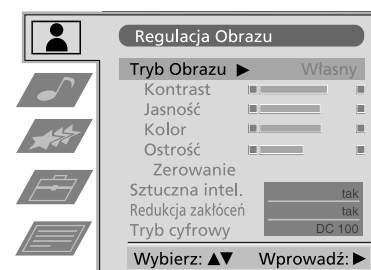 Regulacja Obrazu
Tryb Obrazu ▶ Własny
Kontrast
Jasność
Kolor
Ostrość
Zerowanie
Sztuczna intel. tak
Redukcja zakłóceń tak
Tryb cyfrowy DC 100
Wybierz: ▲▼ Wprowadź: ▶